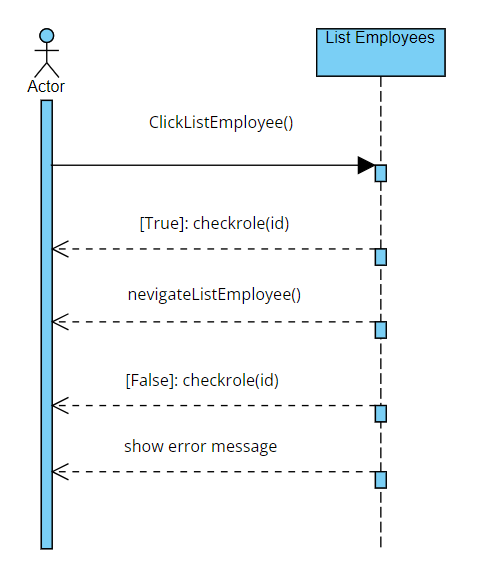 List Employees
Actor
ClickListEmployee()
[True]: checkrole(id)
nevigateListEmployee()
[False]: checkrole(id)
show error message